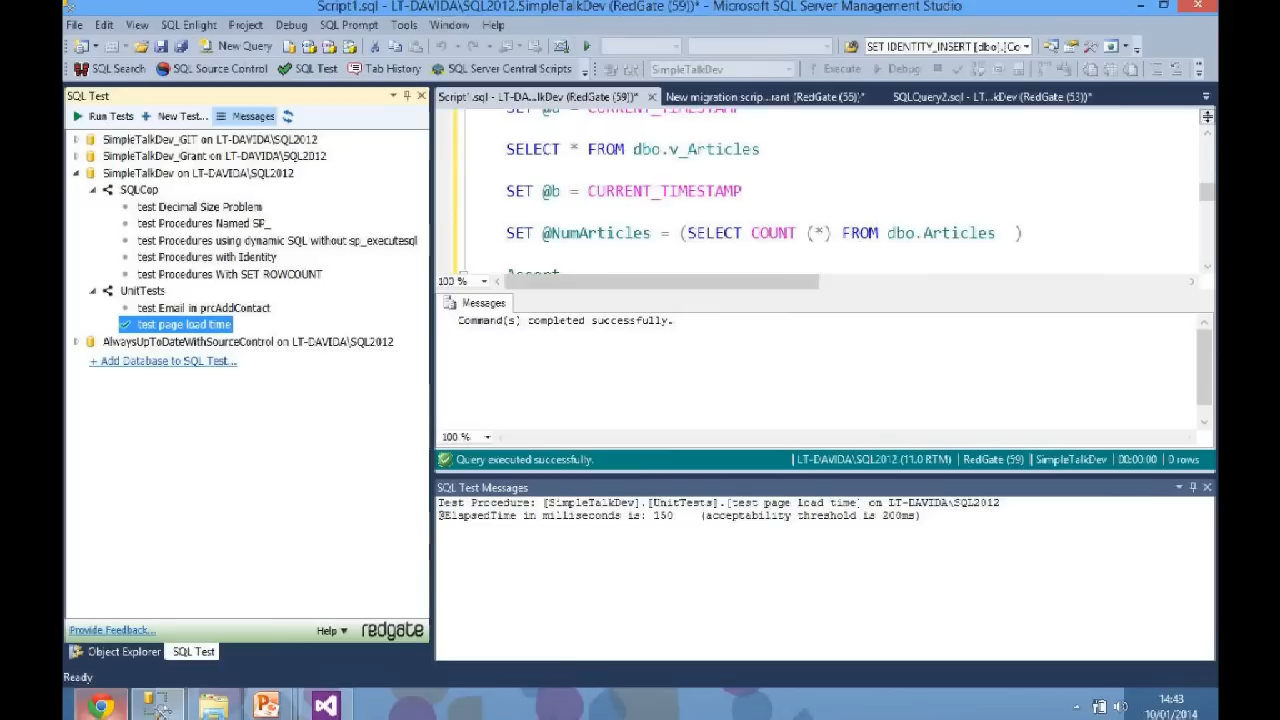 Script1.sql - LT-DAVIDA\SQL2012.SimpleTalkDev (RedGate (59))* - Microsoft SQL Server Management Studio
File Edit View SQL Enlight Project Debug SQL Prompt Tools Window Help
New Query SET IDENTITY_INSERT [dbo].[Co
SQL Search SQL Source Control SQL Test Tab History SQL Server Central Scripts SimpleTalkDev Execute Debug
SQL Test
Script1.sql - LT-DA...lkDev (RedGate (59))* New migration scrip...rant (RedGate (55))* SQLQuery2.sql - LT...kDev (RedGate (53))*
Run Tests New Test... Messages
SimpleTalkDev_GIT on LT-DAVIDA\SQL2012
SimpleTalkDev_Grant on LT-DAVIDA\SQL2012
SimpleTalkDev on LT-DAVIDA\SQL2012
SQLCop
test Decimal Size Problem
test Procedures Named SP_
test Procedures using dynamic SQL without sp_executesql
test Procedures with Identity
test Procedures With SET ROWCOUNT
UnitTests
test Email in prcAddContact
test page load time
AlwaysUpToDateWithSourceControl on LT-DAVIDA\SQL2012
+ Add Database to SQL Test...
SET @b = CURRENT_TIMESTAMP
SELECT * FROM dbo.v_Articles
SET @b = CURRENT_TIMESTAMP
SET @NumArticles = (SELECT COUNT (*) FROM dbo.Articles )
Assert
100 %
Messages
Command(s) completed successfully.
100 %
Query executed successfully. LT-DAVIDA\SQL2012 (11.0 RTM) RedGate (59) SimpleTalkDev 00:00:00 0 rows
SQL Test Messages
Test Procedure: [SimpleTalkDev].[UnitTests].[test page load time] on LT-DAVIDA\SQL2012
@ElapsedTime in milliseconds is: 150 (acceptability threshold is 200ms)
Provide Feedback... Help redgate
Object Explorer SQL Test
Ready
14:43
10/01/2014